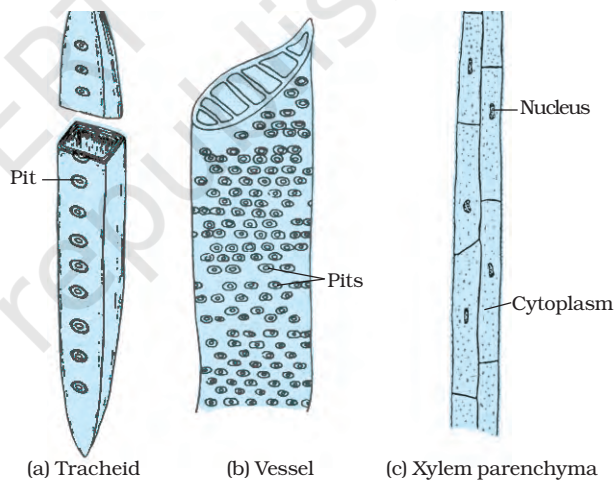 Nucleus
Pit
Pits
Cytoplasm
(a) Tracheid
(b) Vessel
(c) Xylem parenchyma